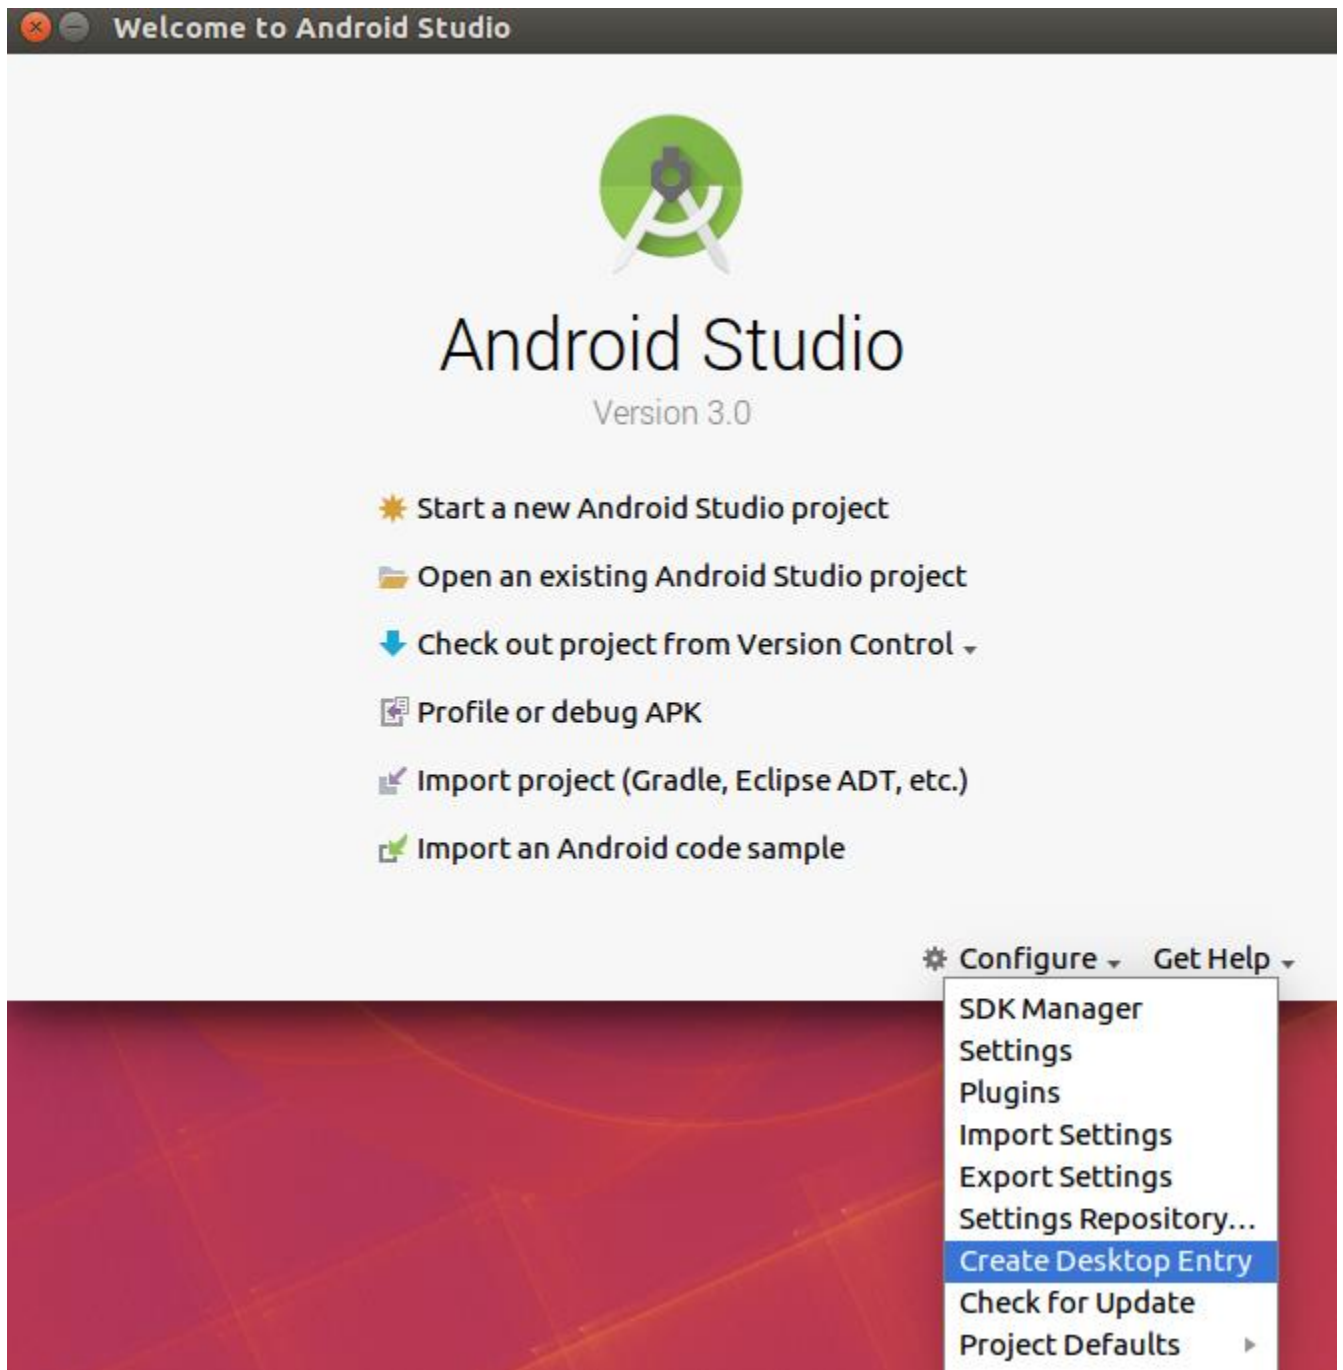 Welcome to Android Studio
Android Studio
Version 3.0
Start a new Android Studio project
Open an existing Android Studio project
Check out project from Version Control
Profile or debug APK
Import project (Gradle, Eclipse ADT, etc.)
Import an Android code sample
Configure Get Help
SDK Manager
Settings
Plugins
Import Settings
Export Settings
Settings Repository...
Create Desktop Entry
Check for Update
Project Defaults